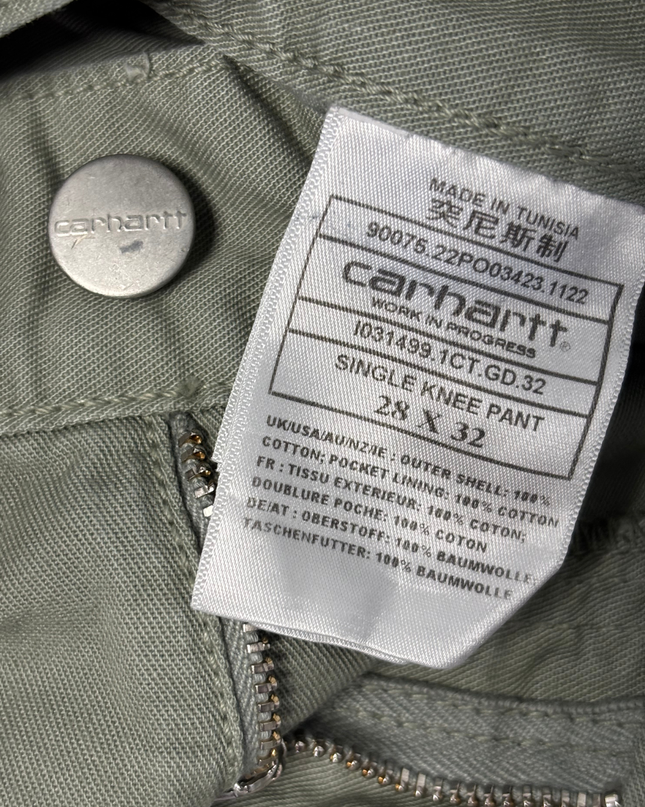 carhartt
MADE IN TUNISIA
突尼斯制
90075.22PO03423.1122
carhartt
WORK IN PROGRESS®
I031499.1CT.GD.32
SINGLE KNEE PANT
28 X 32
UK/USA/AU/NZ/IE : OUTER SHELL: 100%
COTTON; POCKET LINING: 100% COTTON
FR : TISSU EXTERIEUR: 100% COTON;
DOUBLURE POCHE: 100% COTON
DE/AT : OBERSTOFF: 100% BAUMWOLLE;
TASCHENFUTTER: 100% BAUMWOLLE